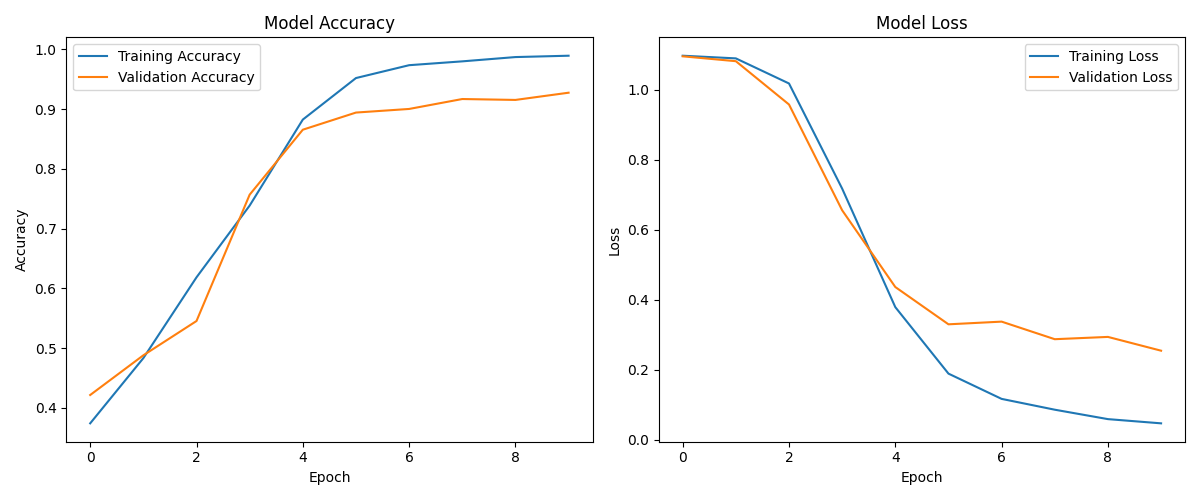 Model Accuracy
1.0
0.9
0.8
0.7
0.6
0.5
0.4
Accuracy
Training Accuracy
Validation Accuracy
0 2 4 6 8
Epoch
Model Loss
1.0
0.8
0.6
0.4
0.2
0.0
Loss
Training Loss
Validation Loss
0 2 4 6 8
Epoch